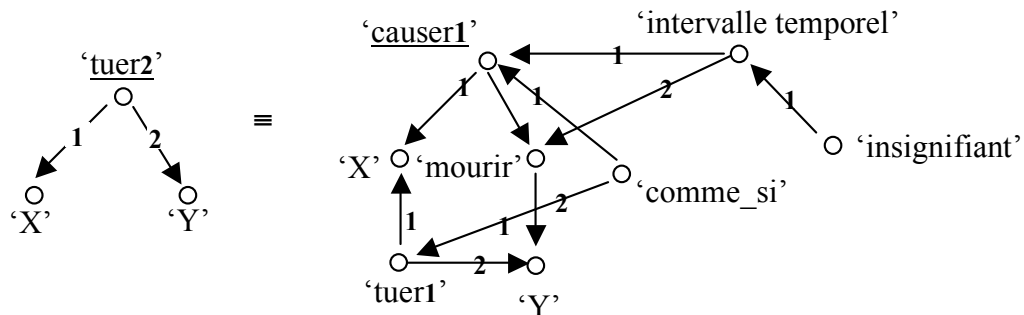 ‘causer1’
‘intervalle temporel’
‘tuer2’
1
1
1
2
1
1
2
≡
‘insignifiant’
‘X’
‘mourir’
‘comme_si’
‘X’
‘Y’
2
1
1
2
‘tuer1’
‘Y’